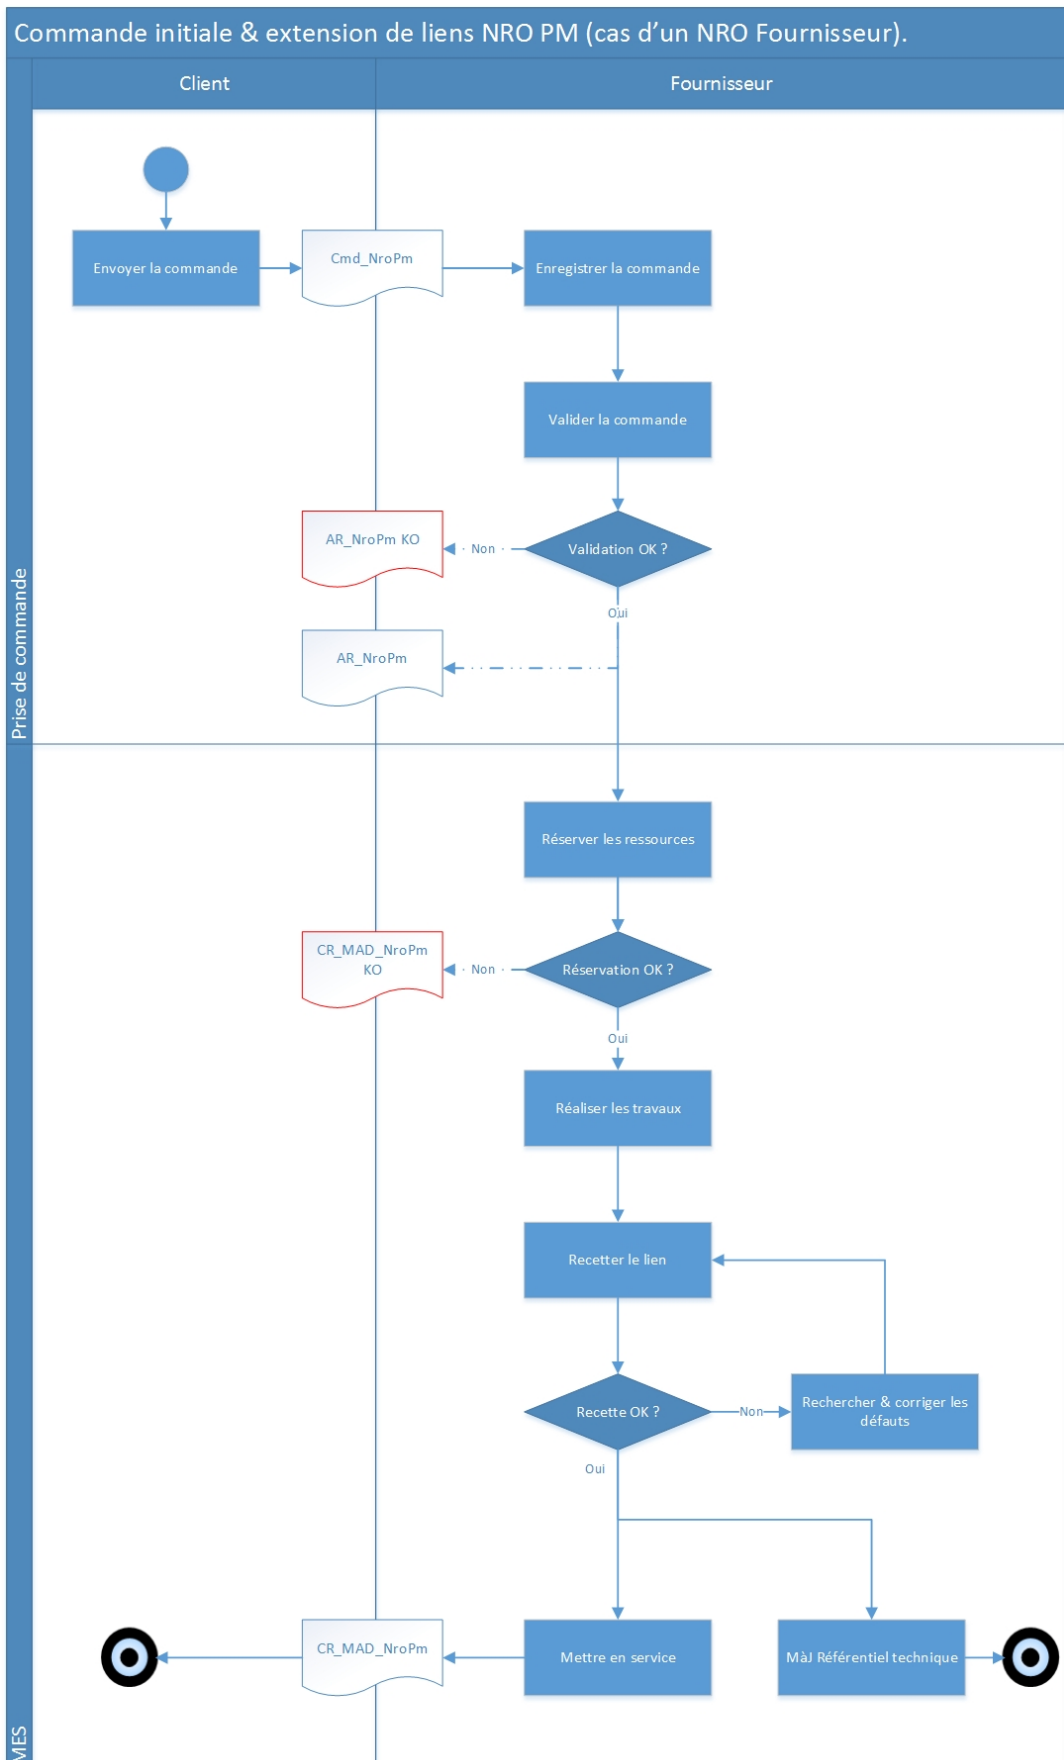 Commande initiale & extension de liens NRO PM (cas d'un NRO Fournisseur).
Client
Fournisseur
Prise de commande
Envoyer la commande
Cmd_NroPm
Enregistrer la commande
Valider la commande
Validation OK ?
Non
AR_NroPm KO
Oui
AR_NroPm
Réserver les ressources
Réservation OK ?
Non
CR_MAD_NroPm
KO
Oui
Réaliser les travaux
Recetter le lien
Recette OK ?
Non
Rechercher & corriger les
défauts
Oui
CR_MAD_NroPm
Mettre en service
MàJ Référentiel technique
MES